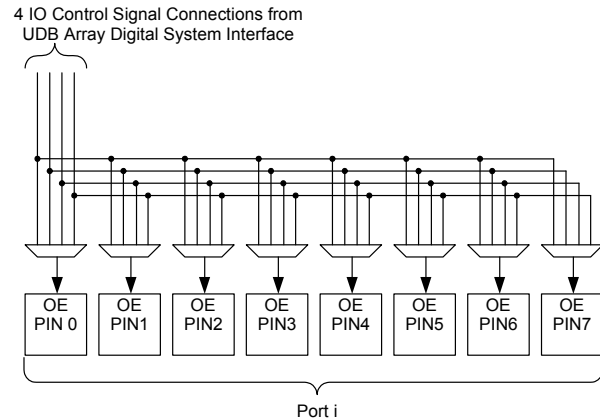 4 IO Control Signal Connections from
UDB Array Digital System Interface
OE
PIN 0
OE
PIN1
OE
PIN2
OE
PIN3
OE
PIN4
OE
PIN5
OE
PIN6
OE
PIN7
Port i